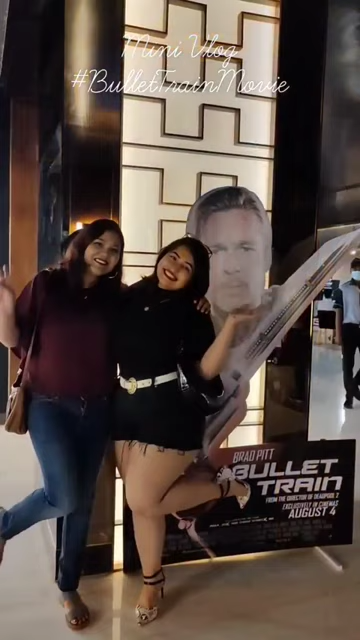 Mini Vlog
#BulletTrainMovie
BRAD PITT
BULLET
TRAIN
FROM THE DIRECTOR OF DEADPOOL 2
EXCLUSIVELY IN CINEMAS
AUGUST 4